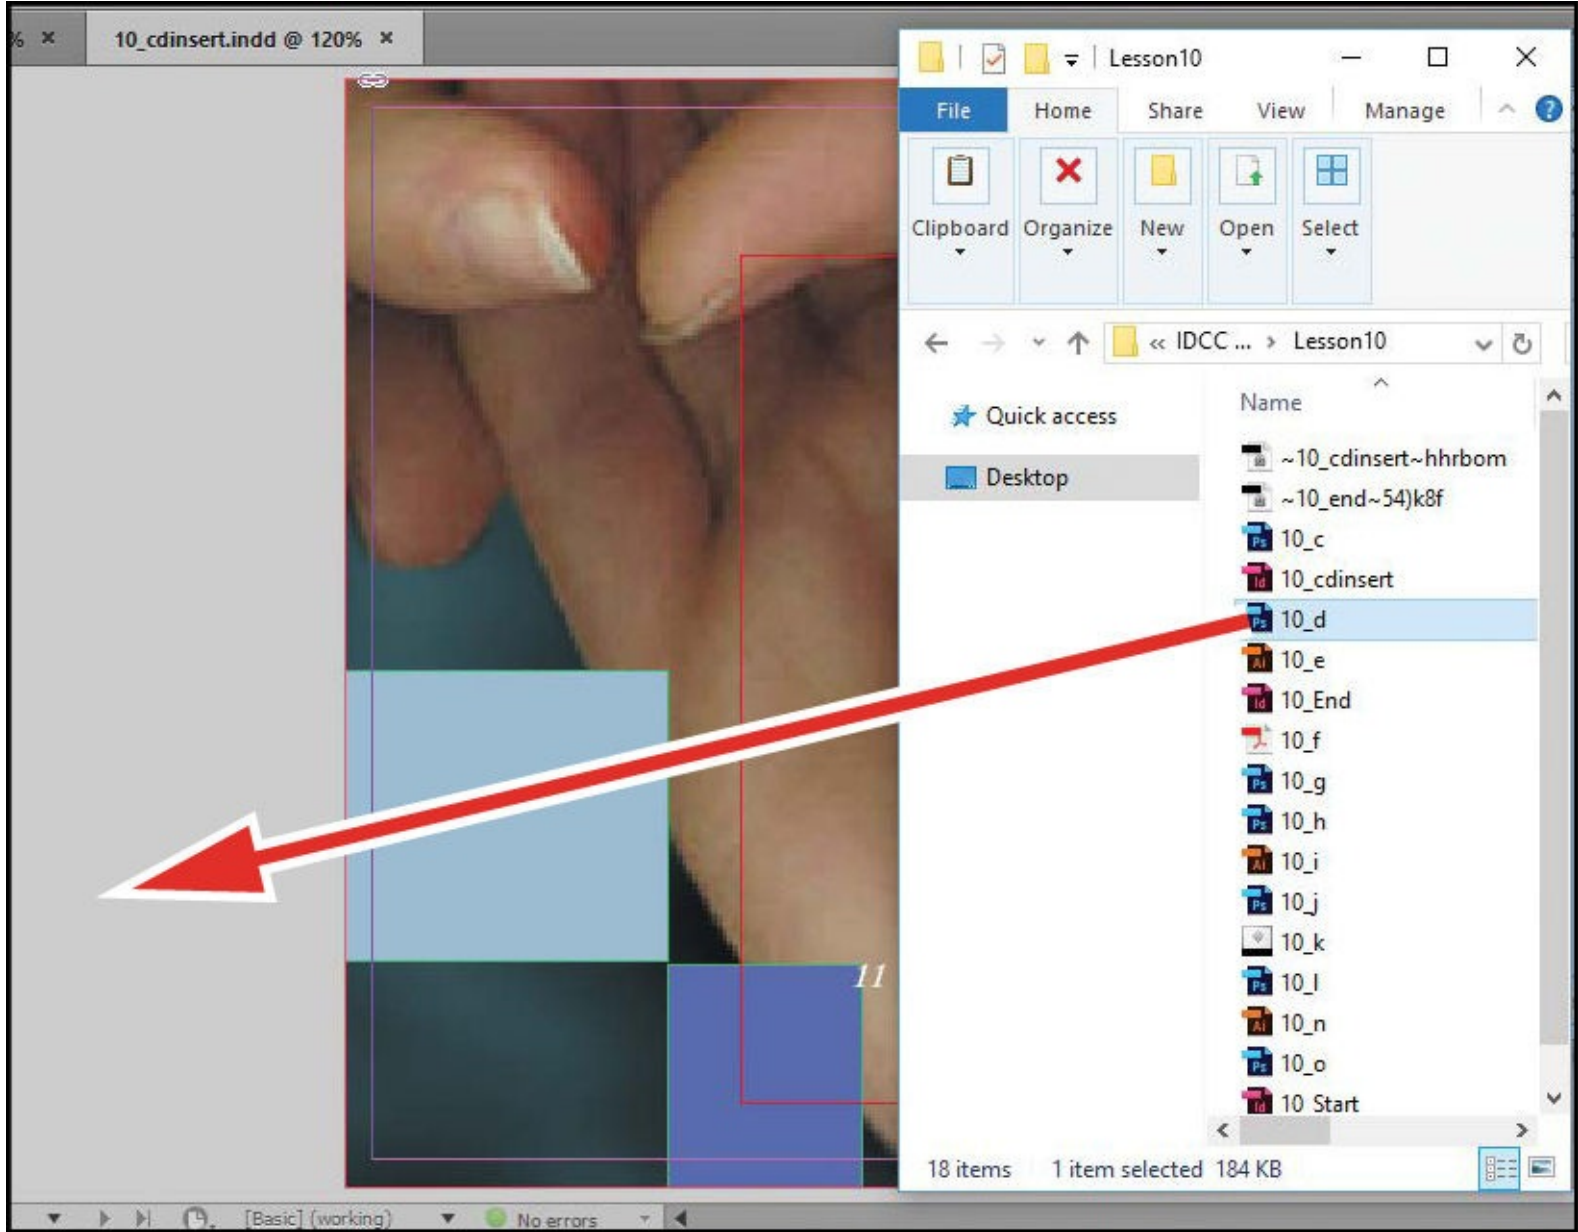 % ×
10_cdinsert.indd @ 120% ×
Lesson10
File Home Share View Manage
Clipboard Organize New Open Select
« IDCC ... › Lesson10
Quick access
Desktop
Name
~10_cdinsert~hhrbom
~10_end~54)k8f
10_c
10_cdinsert
10_d
10_e
10_End
10_f
10_g
10_h
10_i
10_j
10_k
10_l
10_n
10_o
10_Start
11
18 items 1 item selected 184 KB
[Basic] (working) No errors